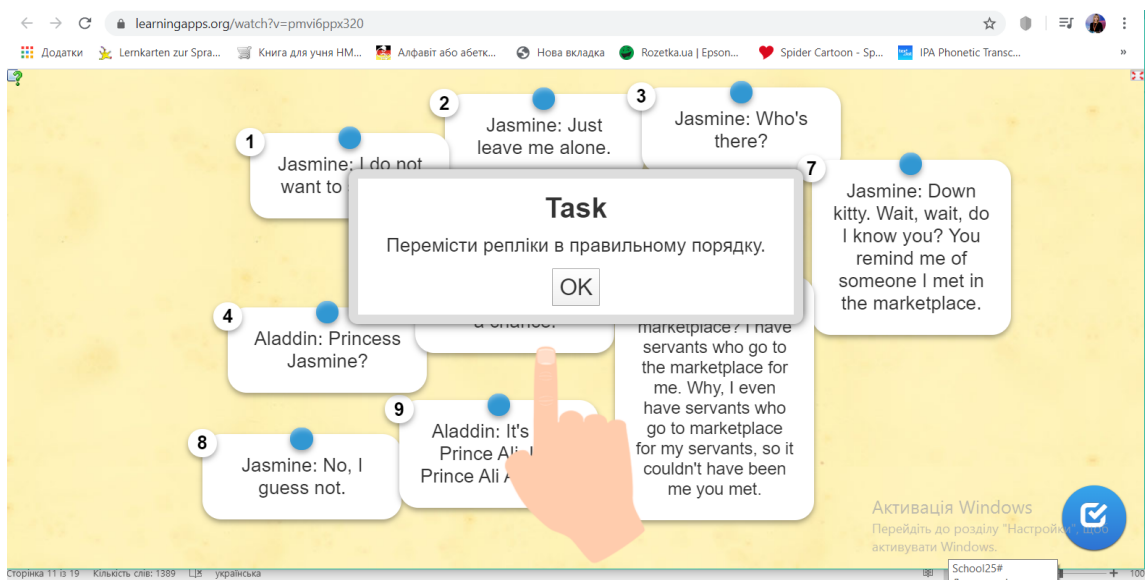 learningapps.org/watch?v=pmvi6ppx320
Додатки Lernkarten zur Spra... Книга для учня НМ... Алфавіт або абетк... Нова вкладка Rozetka.ua | Epson... Spider Cartoon - Sp... IPA Phonetic Transc... »
1
Jasmine: I do not
want to
2
Jasmine: Just
leave me alone.
3
Jasmine: Who's
there?
7
Jasmine: Down
kitty. Wait, wait, do
I know you? You
remind me of
someone I met in
the marketplace.
Task
Перемісти репліки в правильному порядку.
OK
4
Aladdin: Princess
Jasmine?
a chance.
marketplace? I have
servants who go to
the marketplace for
me. Why, I even
have servants who
go to marketplace
for my servants, so it
couldn't have been
me you met.
8
Jasmine: No, I
guess not.
9
Aladdin: It's
Prince Ali
Prince Ali
Активація Windows
Перейдіть до розділу "Настройки", щоб
активувати Windows.
Сторінка 11 із 19 Кількість слів: 1389 українська
School25#
100